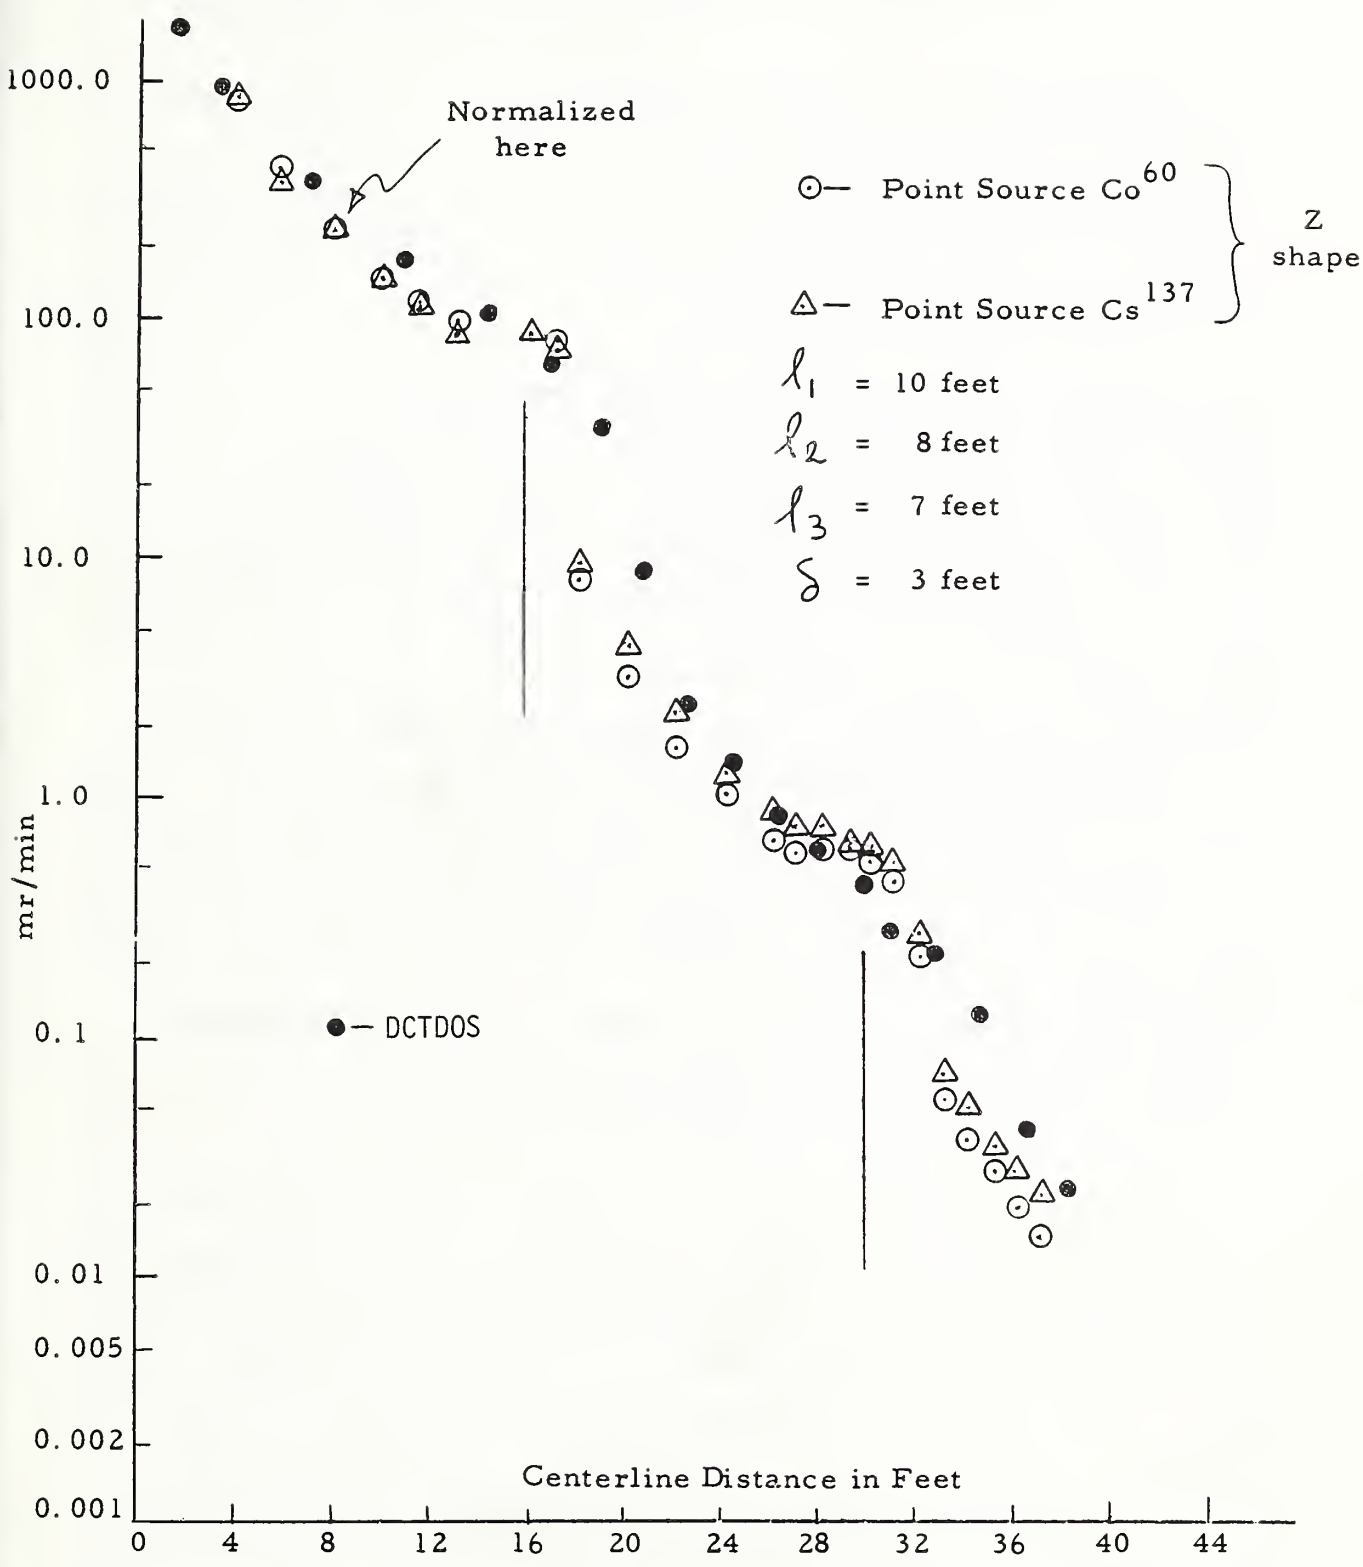 1000.0
Normalized
here
⊙— Point Source Co⁶⁰
Z
shape
△— Point Source Cs¹³⁷
100.0
l₁ = 10 feet
l₂ = 8 feet
l₃ = 7 feet
δ = 3 feet
10.0
1.0
mr/min
0.1
●— DCTDOS
0.01
0.005
0.002
0.001
Centerline Distance in Feet
0 4 8 12 16 20 24 28 32 36 40 44